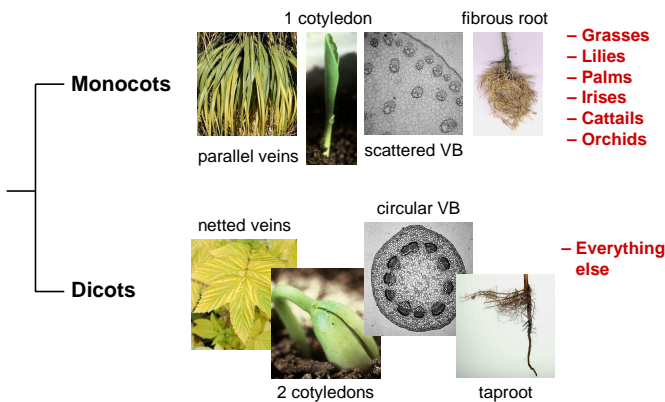 1 cotyledon
fibrous root
Monocots
parallel veins
scattered VB
– Grasses
– Lilies
– Palms
– Irises
– Cattails
– Orchids
netted veins
circular VB
Dicots
2 cotyledons
taproot
– Everything
else